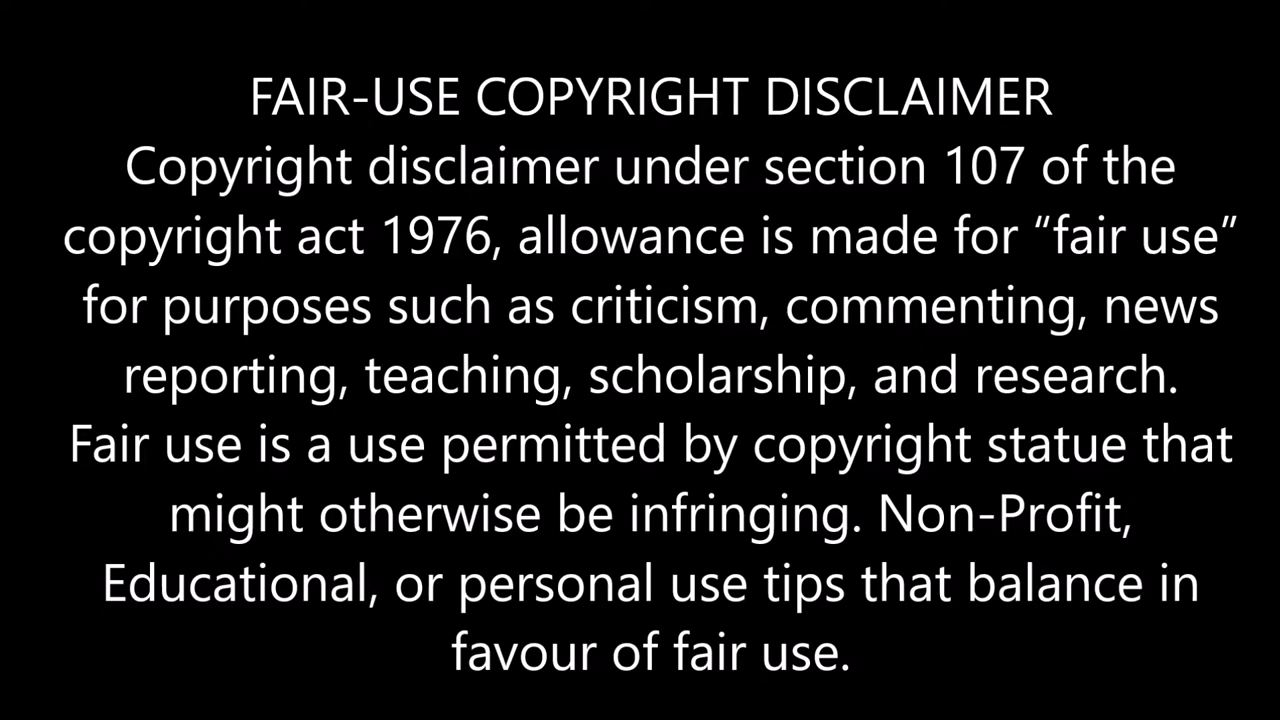 FAIR-USE COPYRIGHT DISCLAIMER
Copyright disclaimer under section 107 of the
copyright act 1976, allowance is made for “fair use”
for purposes such as criticism, commenting, news
reporting, teaching, scholarship, and research.
Fair use is a use permitted by copyright statue that
might otherwise be infringing. Non-Profit,
Educational, or personal use tips that balance in
favour of fair use.